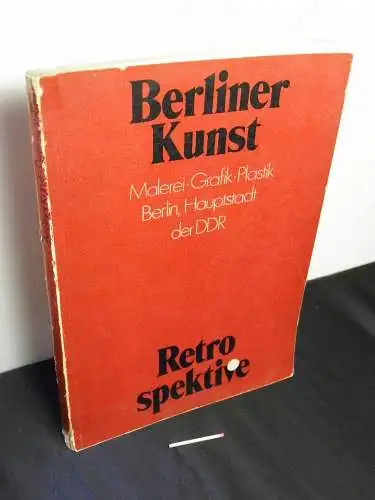 Berliner
Kunst
Malerei · Grafik · Plastik
Berlin, Hauptstadt
der DDR
Retro
spektive